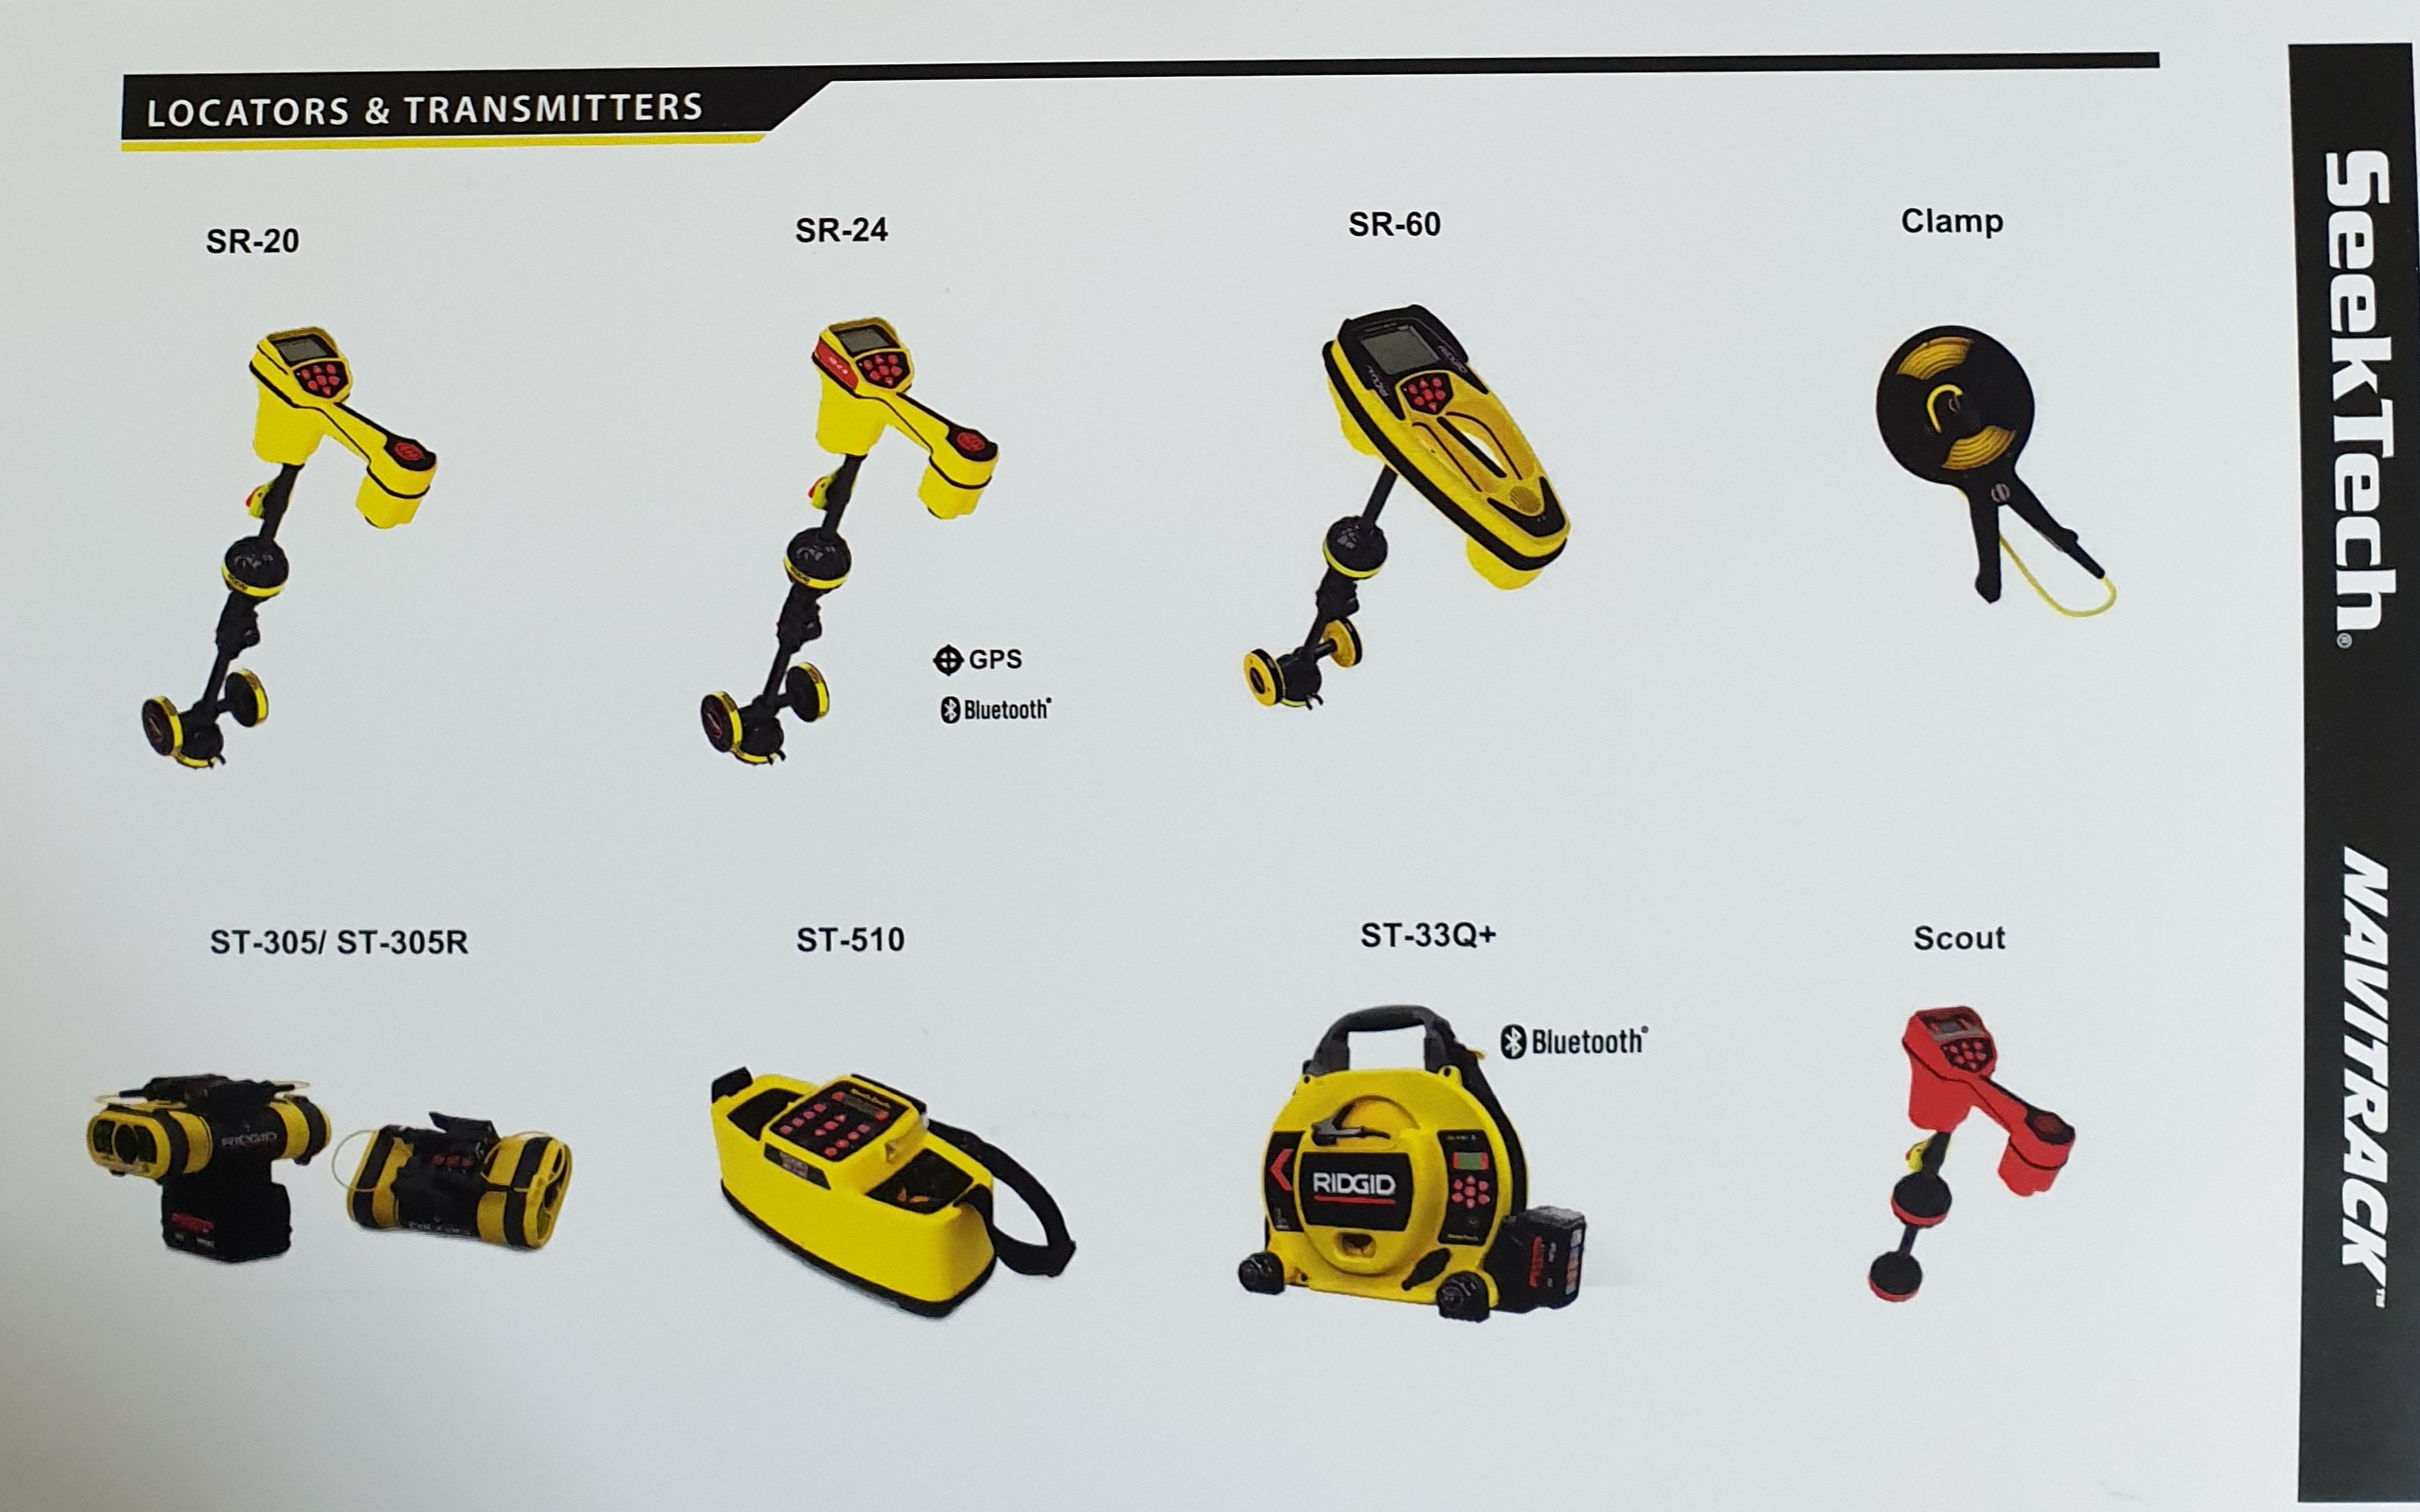 LOCATORS & TRANSMITTERS
SR-20
SR-24
SR-60
Clamp
GPS
Bluetooth®
ST-305/ ST-305R
ST-510
ST-33Q+
Scout
Bluetooth®
RIDGID
RIDGID
SeekTech®
NAVITRACK™